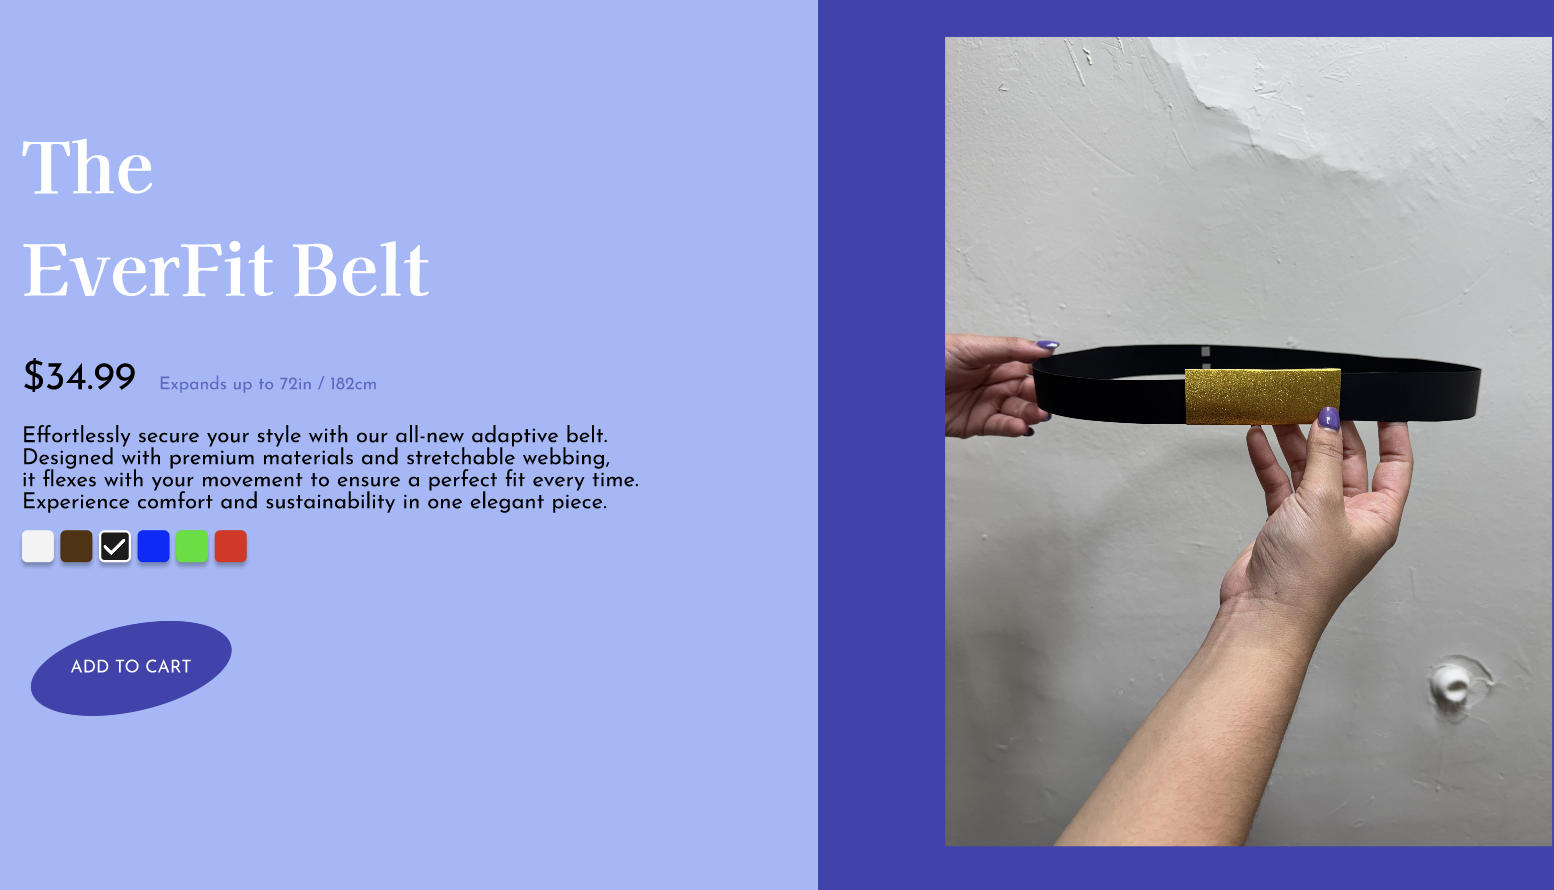 The
EverFit Belt
$34.99 Expands up to 72in / 182cm
Effortlessly secure your style with our all-new adaptive belt.
Designed with premium materials and stretchable webbing,
it flexes with your movement to ensure a perfect fit every time.
Experience comfort and sustainability in one elegant piece.
ADD TO CART